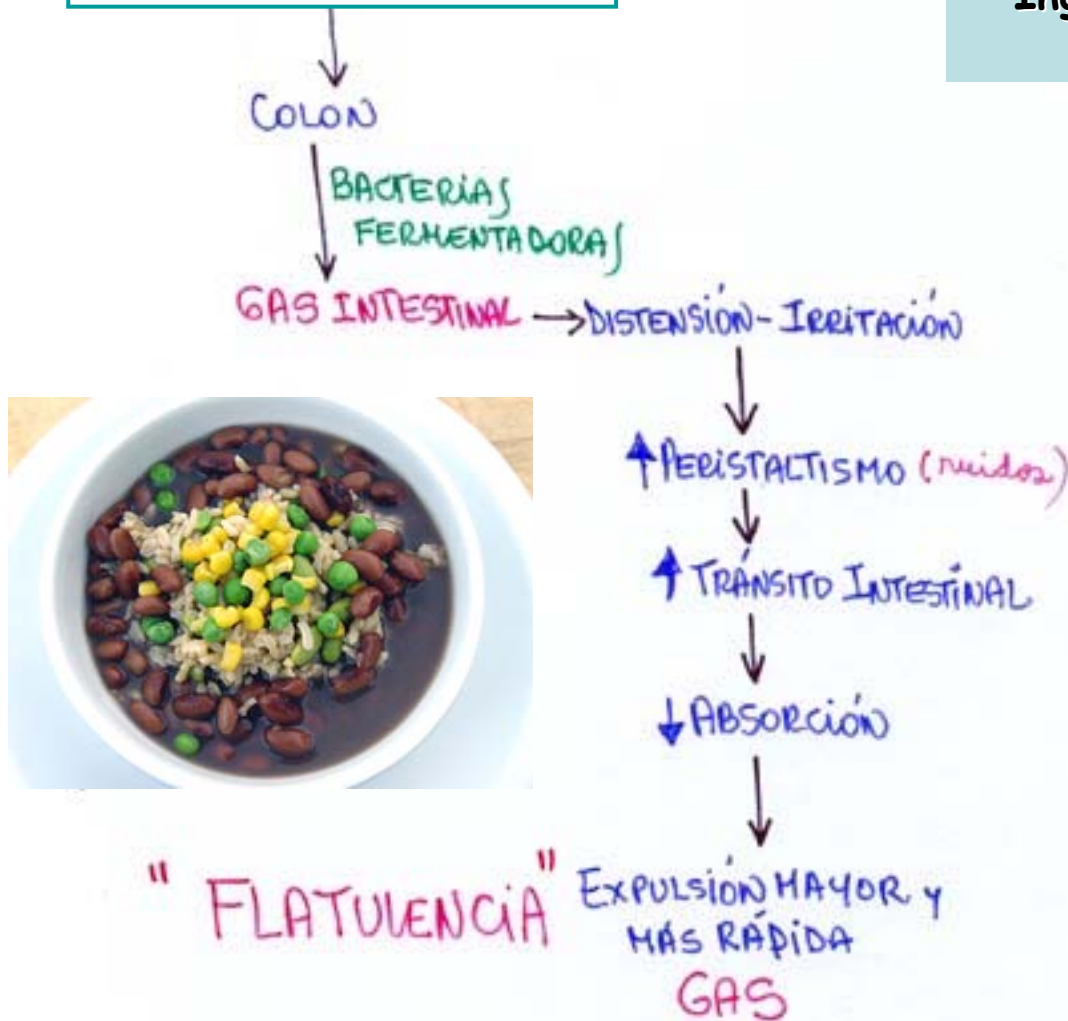 COLON
BACTERIAS
FERMENTADORAS
GAS INTESTINAL → DISTENSIÓN - IRRITACIÓN
↑ PERISTALTISMO (ruidos)
↑ TRÁNSITO INTESTINAL
↓ ABSORCIÓN
" FLATULENCIA "
EXPULSIÓN MAYOR y
MÁS RÁPIDA
GAS